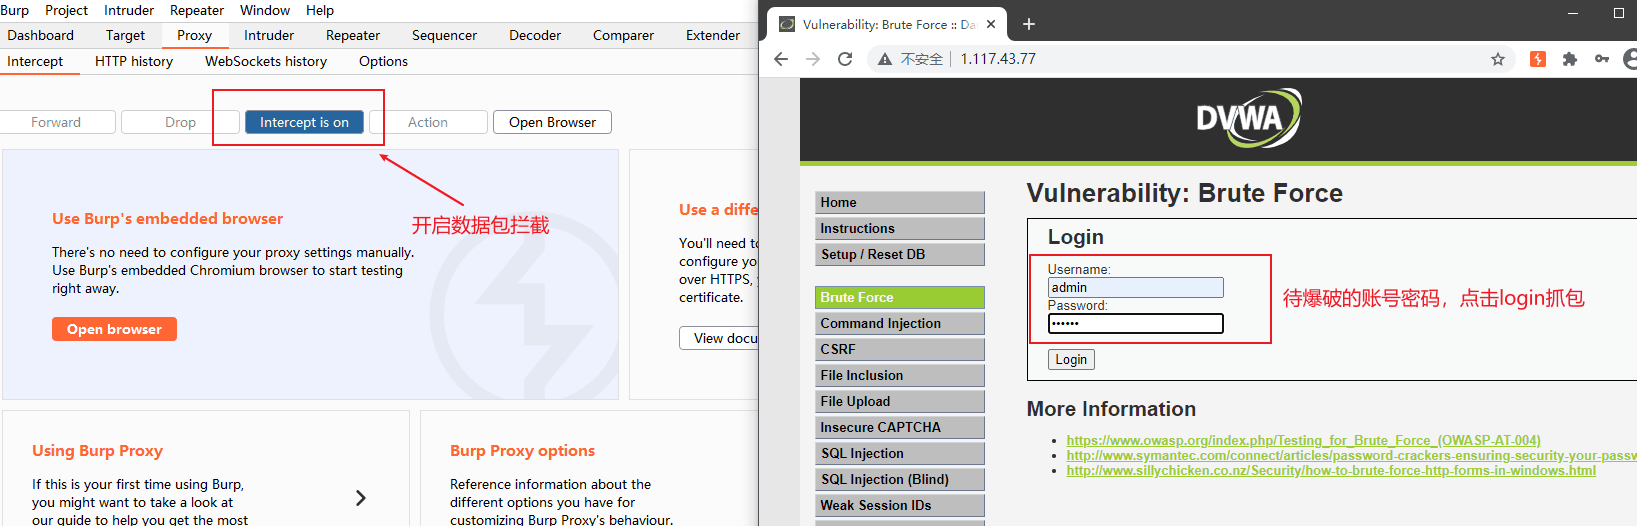 Burp Project Intruder Repeater Window Help
Dashboard Target Proxy Intruder Repeater Sequencer Decoder Comparer Extender
Intercept HTTP history WebSockets history Options
Forward Drop Intercept is on Action Open Browser
开启数据包拦截
Use Burp's embedded browser
There's no need to configure your proxy settings manually.
Use Burp's embedded Chromium browser to start testing
right away.
Open browser
Use a diffe
You'll need to
configure yo
over HTTPS, y
certificate.
View docu
Using Burp Proxy
If this is your first time using Burp,
you might want to take a look at
our guide to help you get the most
Burp Proxy options
Reference information about the
different options you have for
customizing Burp Proxy's behaviour.
Vulnerability: Brute Force :: Da
不安全 1.117.43.77
DVWA
Home
Instructions
Setup / Reset DB
Brute Force
Command Injection
CSRF
File Inclusion
File Upload
Insecure CAPTCHA
SQL Injection
SQL Injection (Blind)
Weak Session IDs
Vulnerability: Brute Force
Login
Username:
admin
Password:
••••••
Login
待爆破的账号密码，点击login抓包
More Information
https://www.owasp.org/index.php/Testing_for_Brute_Force_(OWASP-AT-004)
http://www.symantec.com/connect/articles/password-crackers-ensuring-security-your-passw
http://www.sillychicken.co.nz/Security/how-to-brute-force-http-forms-in-windows.html